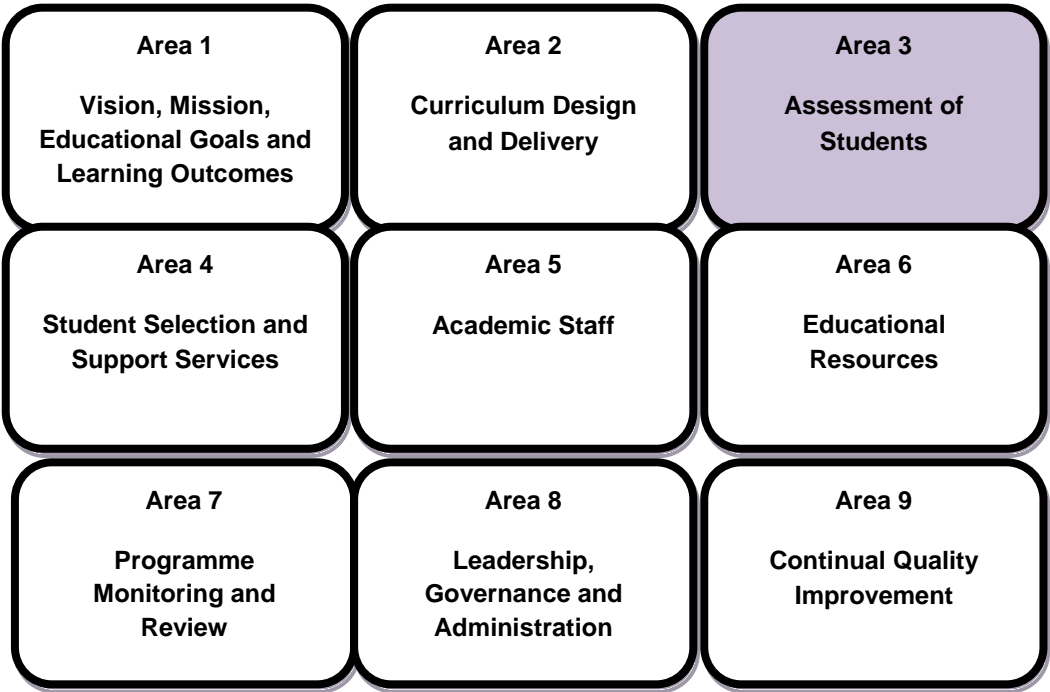 Area 1
Vision, Mission,
Educational Goals and
Learning Outcomes
Area 2
Curriculum Design
and Delivery
Area 3
Assessment of
Students
Area 4
Student Selection and
Support Services
Area 5
Academic Staff
Area 6
Educational
Resources
Area 7
Programme
Monitoring and
Review
Area 8
Leadership,
Governance and
Administration
Area 9
Continual Quality
Improvement